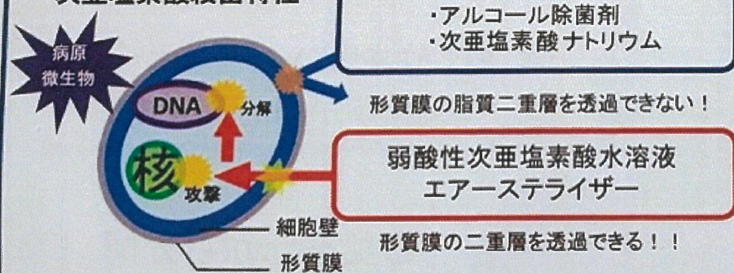 ・アルコール除菌剤
・次亜塩素酸ナトリウム
病原
微生物
DNA
分解
形質膜の脂質二重層を透過できない！
核
攻撃
弱酸性次亜塩素酸水溶液
エアーステライザー
細胞壁
形質膜の二重層を透過できる！！
形質膜